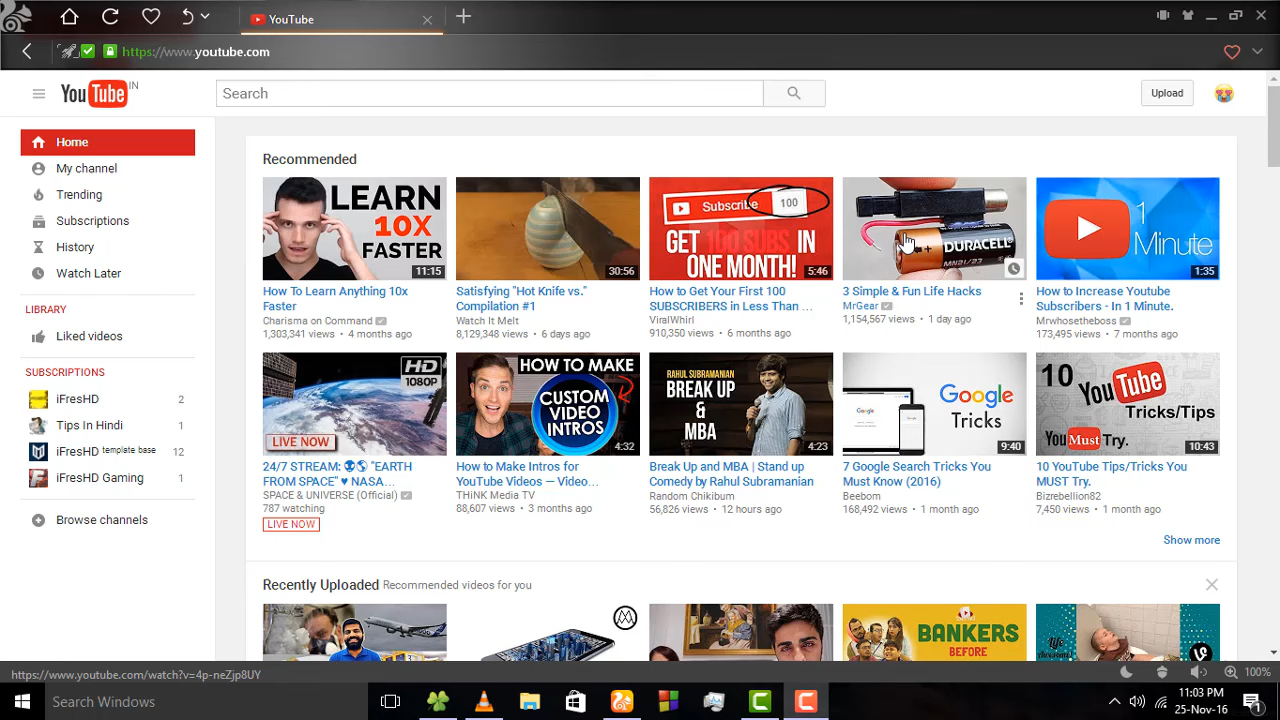 YouTube
https://www.youtube.com
YouTube IN
Search
Upload
Home
My channel
Trending
Subscriptions
History
Watch Later
LIBRARY
Liked videos
SUBSCRIPTIONS
iFresHD 2
Tips In Hindi 1
iFresHD template base 12
iFresHD Gaming 1
Browse channels
Recommended
LEARN
10X
FASTER
11:15
How To Learn Anything 10x
Faster
Charisma on Command
1,303,341 views • 4 months ago
30:56
Satisfying "Hot Knife vs."
Compilation #1
Watch It Melt
8,129,348 views • 6 days ago
Subscribe 100
GET 100 SUBS IN
ONE MONTH!
5:46
How to Get Your First 100
SUBSCRIBERS in Less Than ...
ViralWhirl
910,350 views • 6 months ago
DURACELL
MN21/23
3 Simple & Fun Life Hacks
MrGear
1,154,567 views • 1 day ago
1
Minute
1:35
How to Increase Youtube
Subscribers - In 1 Minute.
Mrwhosetheboss
173,495 views • 7 months ago
HD
1080P
LIVE NOW
24/7 STREAM: 👽🌎 "EARTH
FROM SPACE" ♥ NASA...
SPACE & UNIVERSE (Official)
787 watching
LIVE NOW
HOW TO MAKE
CUSTOM
VIDEO
INTROS
4:32
How to Make Intros for
YouTube Videos — Video...
THiNK Media TV
88,607 views • 3 months ago
RAHUL SUBRAMANIAN
BREAK UP
&
MBA
4:23
Break Up and MBA | Stand up
Comedy by Rahul Subramanian
Random Chikibum
56,826 views • 12 hours ago
Google
Google
Tricks
9:40
7 Google Search Tricks You
Must Know (2016)
Beebom
168,492 views • 1 month ago
10 YouTube
Tricks/Tips
You Must Try.
10:43
10 YouTube Tips/Tricks You
MUST Try.
Bizrebellion82
7,450 views • 1 month ago
Show more
Recently Uploaded Recommended videos for you
BANKERS
BEFORE
https://www.youtube.com/watch?v=4p-neZjp8UY
100%
Search Windows
11:03 PM
25-Nov-16
1